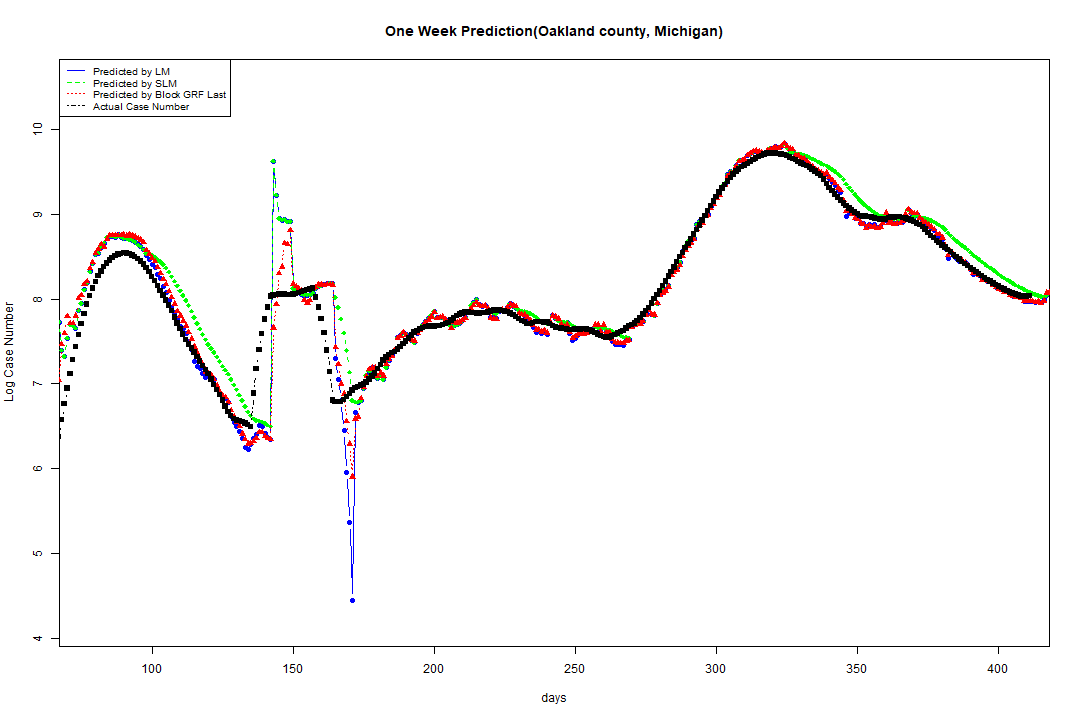 One Week Prediction(Oakland county, Michigan)
Predicted by LM
Predicted by SLM
Predicted by Block GRF Last
Actual Case Number
10
9
8
7
6
5
4
Log Case Number
100 150 200 250 300 350 400
days